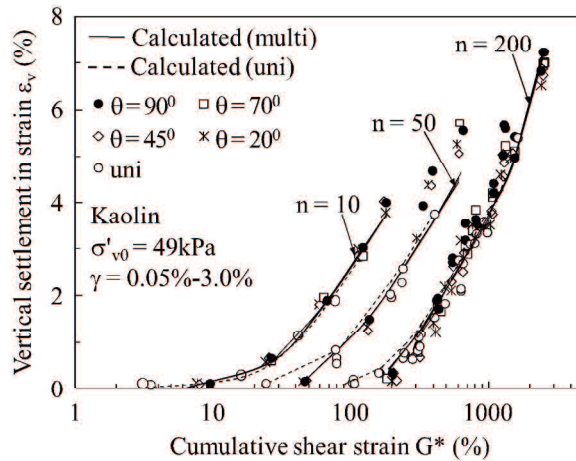 Vertical settlement in strain εv (%)
8
6
4
2
0
Calculated (multi)
Calculated (uni)
θ=90⁰ θ=70⁰
θ=45⁰ θ=20⁰
uni
Kaolin
σ'v0 = 49kPa
γ = 0.05%-3.0%
n = 10
n = 50
n = 200
1 10 100 1000
Cumulative shear strain G* (%)